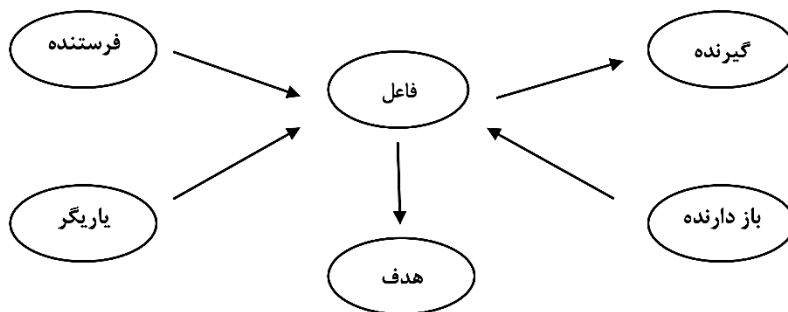 گیرنده
فرستنده
فاعل
باز دارنده
یاریگر
هدف